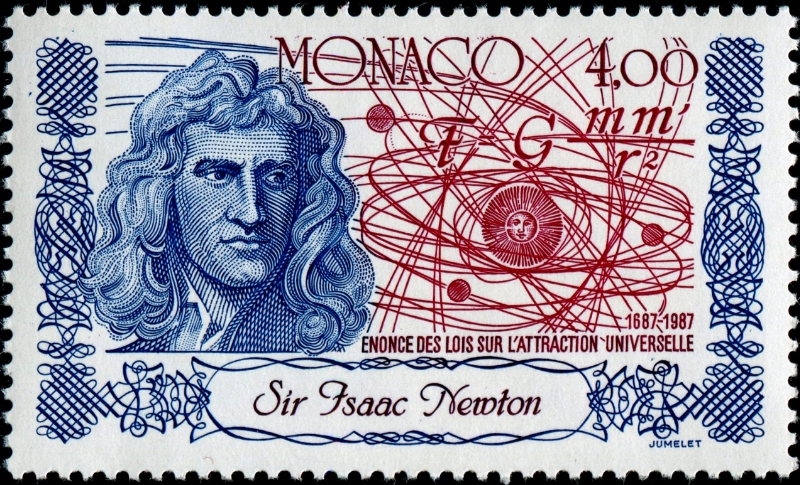 MONACO 4,00
F = G mm'
r²
1687-1987
ENONCE DES LOIS SUR L'ATTRACTION UNIVERSELLE
Sir Isaac Newton
JUMELET